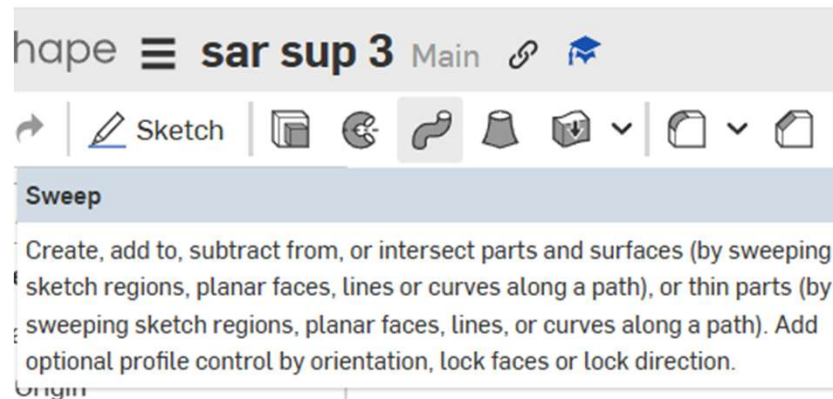 hape sar sup 3 Main
Sketch
Sweep
Create, add to, subtract from, or intersect parts and surfaces (by sweeping
sketch regions, planar faces, lines or curves along a path), or thin parts (by
sweeping sketch regions, planar faces, lines, or curves along a path). Add
optional profile control by orientation, lock faces or lock direction.
Origin